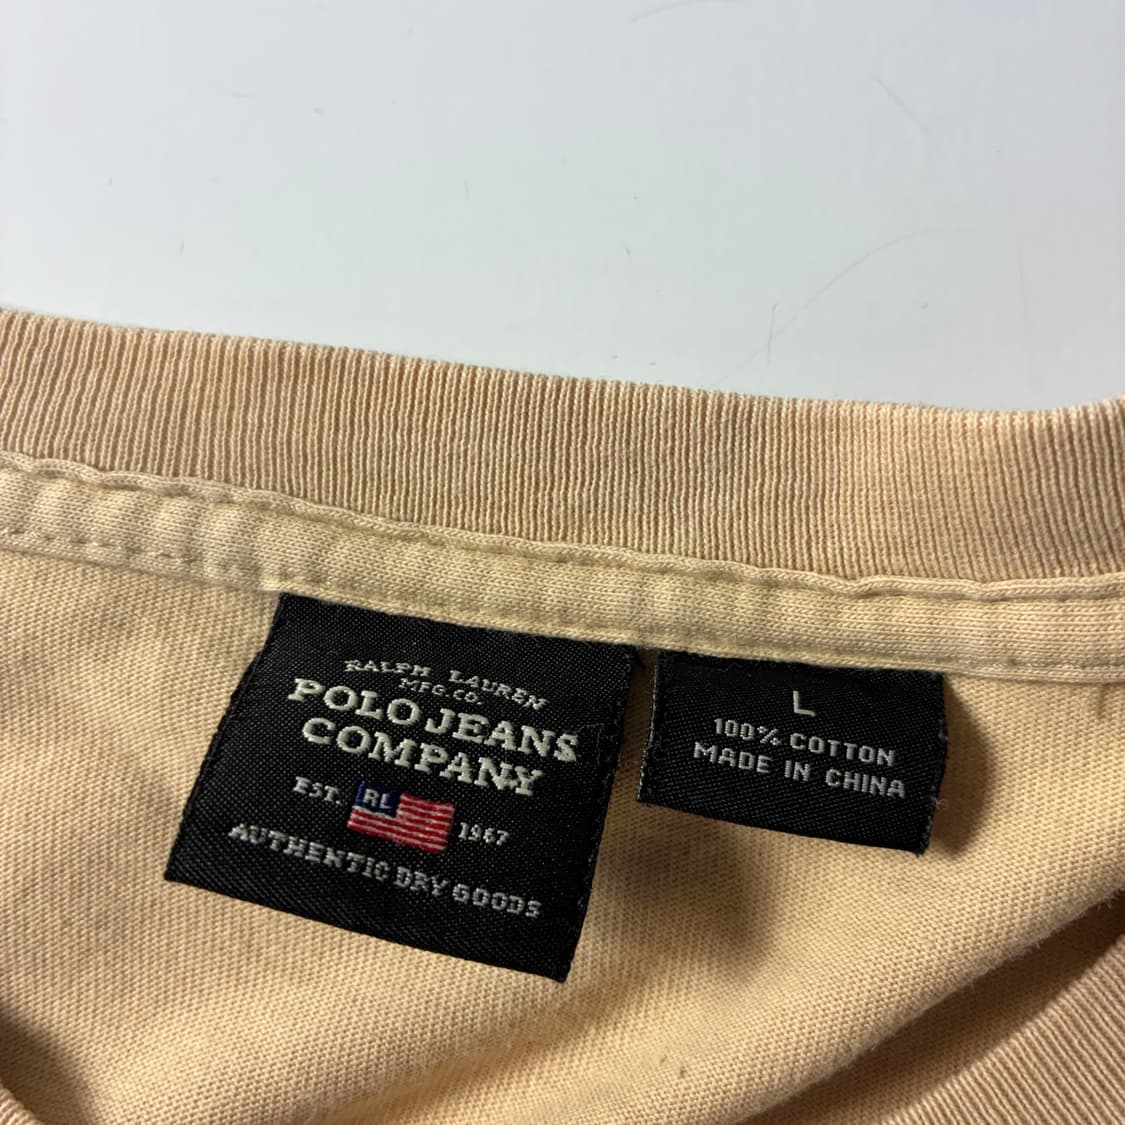 RALPH LAUREN
MFG.CO.
POLO JEANS
COMPANY
EST. RL 1967
AUTHENTIC DRY GOODS
L
100% COTTON
MADE IN CHINA